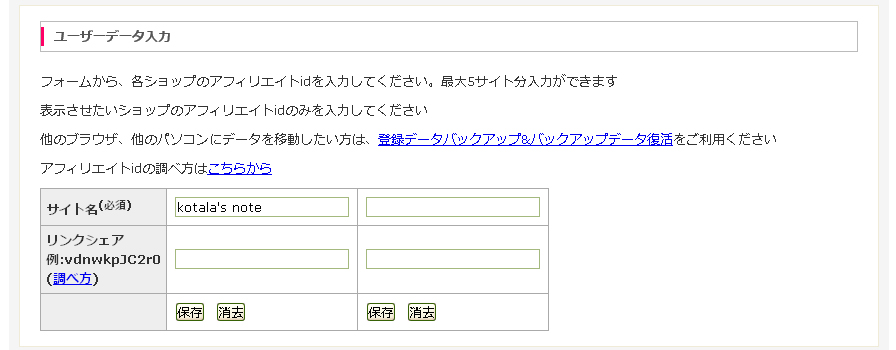 ユーザーデータ入力
フォームから、各ショップのアフィリエイトidを入力してください。最大5サイト分入力ができます
表示させたいショップのアフィリエイトidのみを入力してください
他のブラウザ、他のパソコンにデータを移動したい方は、登録データバックアップ&バックアップデータ復活をご利用ください
アフィリエイトidの調べ方はこちらから
サイト名(必須) kotala's note
リンクシェア
例:vdnwkpJC2r0
(調べ方)
保存 消去 保存 消去